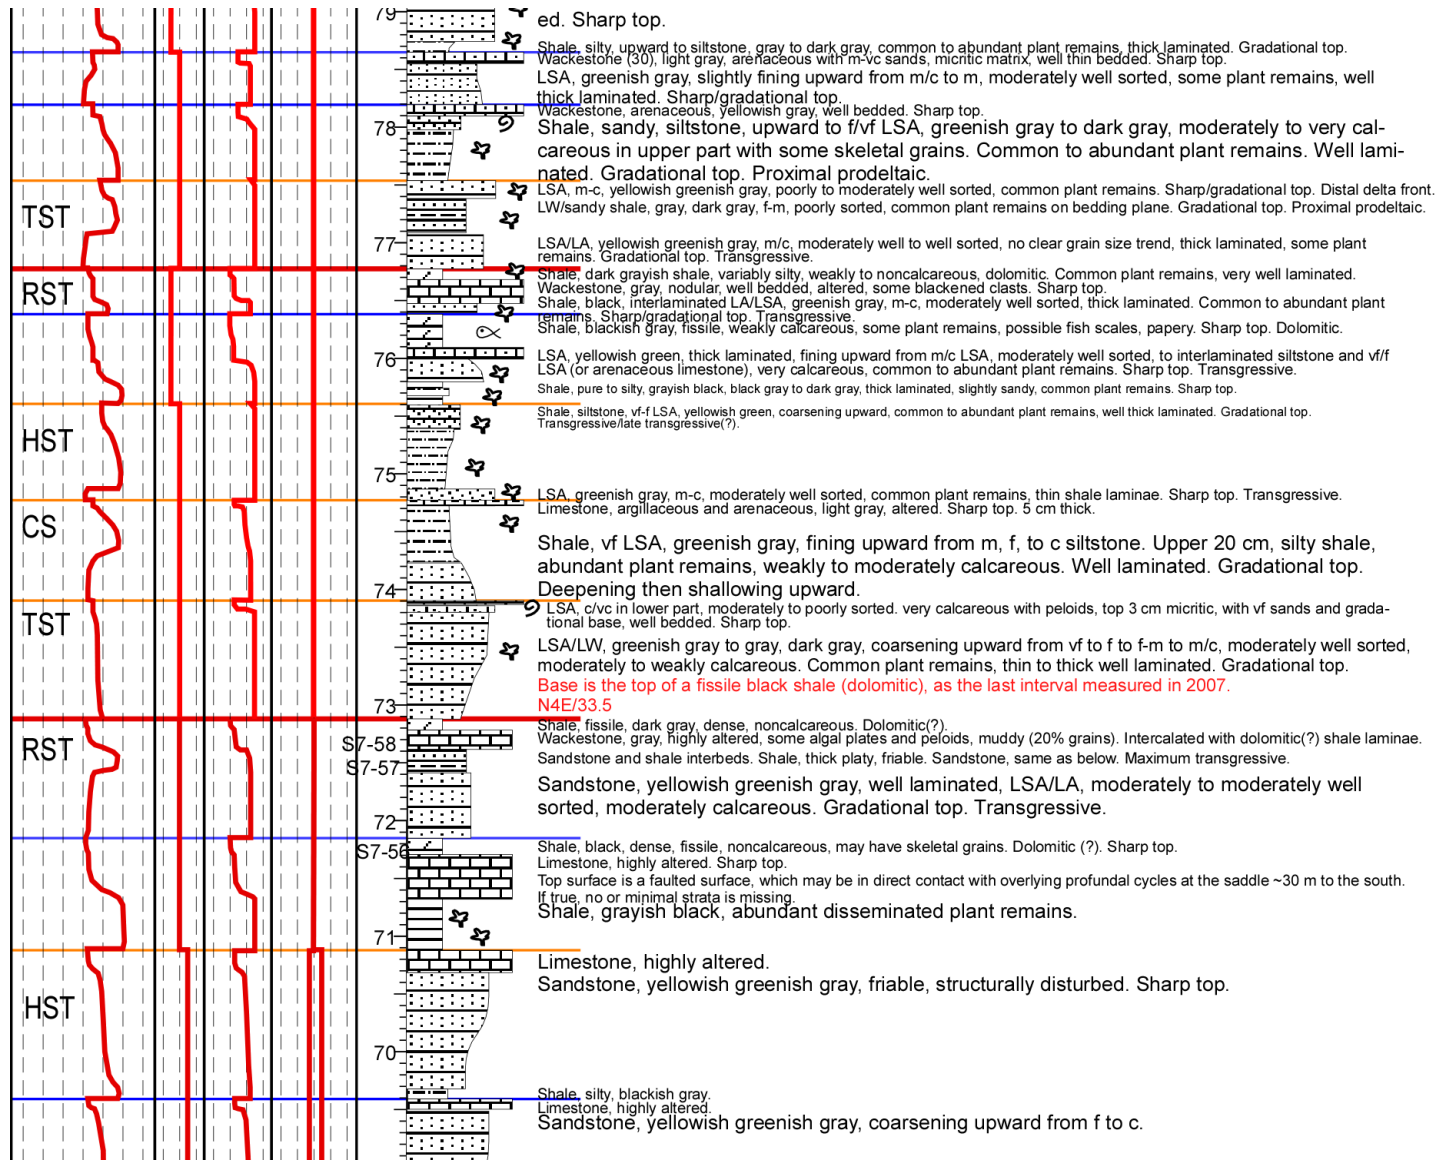 79
ed. Sharp top.
Shale, silty, upward to siltstone, gray to dark gray, common to abundant plant remains, thick laminated. Gradational top.
Wackestone (30), light gray, arenaceous with m-vc sands, micritic matrix, well thin bedded. Sharp top.
LSA, greenish gray, slightly fining upward from m/c to m, moderately well sorted, some plant remains, well
thick laminated. Sharp/gradational top.
Wackestone, arenaceous, yellowish gray, well bedded. Sharp top.
78
Shale, sandy, siltstone, upward to f/vf LSA, greenish gray to dark gray, moderately to very cal-
careous in upper part with some skeletal grains. Common to abundant plant remains. Well lami-
nated. Gradational top. Proximal prodeltaic.
LSA, m-c, yellowish greenish gray, poorly to moderately well sorted, common plant remains. Sharp/gradational top. Distal delta front.
TST
LW/sandy shale, gray, dark gray, f-m, poorly sorted, common plant remains on bedding plane. Gradational top. Proximal prodeltaic.
77
LSA/LA, yellowish greenish gray, m/c, moderately well to well sorted, no clear grain size trend, thick laminated, some plant
remains. Gradational top. Transgressive.
Shale, dark grayish shale, variably silty, weakly to noncalcareous, dolomitic. Common plant remains, very well laminated.
RST
Wackestone, gray, nodular, well bedded, altered, some blackened clasts. Sharp top.
Shale, black, interlaminated LA/LSA, greenish gray, m-c, moderately well sorted, thick laminated. Common to abundant plant
remains. Sharp/gradational top. Transgressive.
Shale, blackish gray, fissile, weakly calcareous, some plant remains, possible fish scales, papery. Sharp top. Dolomitic.
76
LSA, yellowish green, thick laminated, fining upward from m/c LSA, moderately well sorted, to interlaminated siltstone and vf/f
LSA (or arenaceous limestone), very calcareous, common to abundant plant remains. Sharp top. Transgressive.
Shale, pure to silty, grayish black, black gray to dark gray, thick laminated, slightly sandy, common plant remains. Sharp top.
Shale, siltstone, vf-f LSA, yellowish green, coarsening upward, common to abundant plant remains, well thick laminated. Gradational top.
Transgressive/late transgressive(?).
HST
75
LSA, greenish gray, m-c, moderately well sorted, common plant remains, thin shale laminae. Sharp top. Transgressive.
Limestone, argillaceous and arenaceous, light gray, altered. Sharp top. 5 cm thick.
CS
Shale, vf LSA, greenish gray, fining upward from m, f, to c siltstone. Upper 20 cm, silty shale,
abundant plant remains, weakly to moderately calcareous. Well laminated. Gradational top.
Deepening then shallowing upward.
74
LSA, c/vc in lower part, moderately to poorly sorted. very calcareous with peloids, top 3 cm micritic, with vf sands and grada-
tional base, well bedded. Sharp top.
TST
LSA/LW, greenish gray to gray, dark gray, coarsening upward from vf to f to f-m to m/c, moderately well sorted,
moderately to weakly calcareous. Common plant remains, thin to thick well laminated. Gradational top.
Base is the top of a fissile black shale (dolomitic), as the last interval measured in 2007.
N4E/33.5
73
Shale, fissile, dark gray, dense, noncalcareous. Dolomitic(?).
RST
S7-58
Wackestone, gray, highly altered, some algal plates and peloids, muddy (20% grains). Intercalated with dolomitic(?) shale laminae.
S7-57
Sandstone and shale interbeds. Shale, thick platy, friable. Sandstone, same as below. Maximum transgressive.
Sandstone, yellowish greenish gray, well laminated, LSA/LA, moderately to moderately well
sorted, moderately calcareous. Gradational top. Transgressive.
72
S7-56
Shale, black, dense, fissile, noncalcareous, may have skeletal grains. Dolomitic (?). Sharp top.
Limestone, highly altered. Sharp top.
Top surface is a faulted surface, which may be in direct contact with overlying profundal cycles at the saddle ~30 m to the south.
If true, no or minimal strata is missing.
Shale, grayish black, abundant disseminated plant remains.
71
Limestone, highly altered.
Sandstone, yellowish greenish gray, friable, structurally disturbed. Sharp top.
HST
70
Shale, silty, blackish gray.
Limestone, highly altered.
Sandstone, yellowish greenish gray, coarsening upward from f to c.